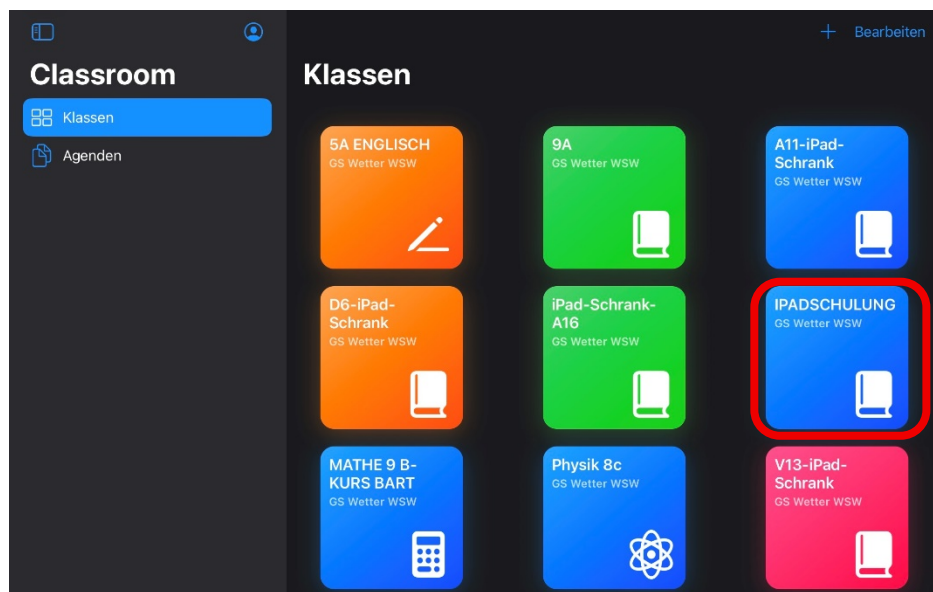 Bearbeiten
Classroom
Klassen
Agenden
Klassen
5A ENGLISCH
GS Wetter WSW
9A
GS Wetter WSW
A11-iPad-
Schrank
GS Wetter WSW
D6-iPad-
Schrank
GS Wetter WSW
iPad-Schrank-
A16
GS Wetter WSW
IPADSCHULUNG
GS Wetter WSW
MATHE 9 B-
KURS BART
GS Wetter WSW
Physik 8c
GS Wetter WSW
V13-iPad-
Schrank
GS Wetter WSW